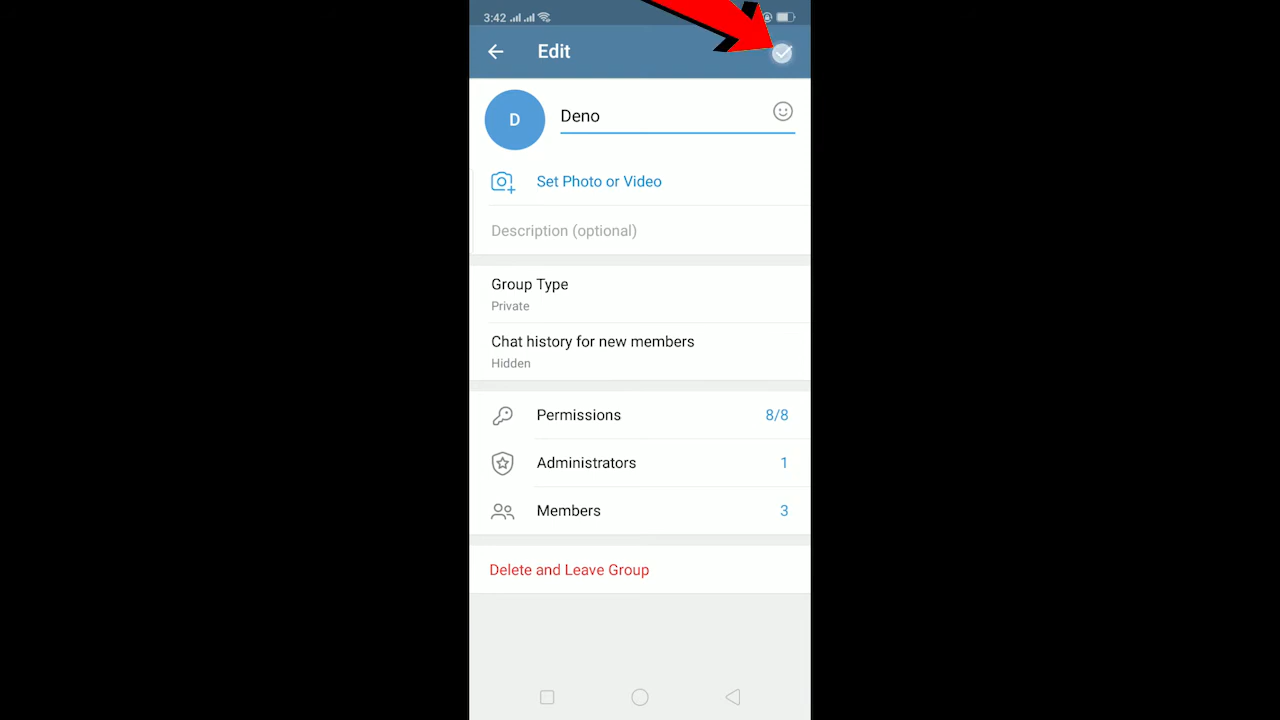 3:42
Edit
D
Deno
Set Photo or Video
Description (optional)
Group Type
Private
Chat history for new members
Hidden
Permissions 8/8
Administrators 1
Members 3
Delete and Leave Group